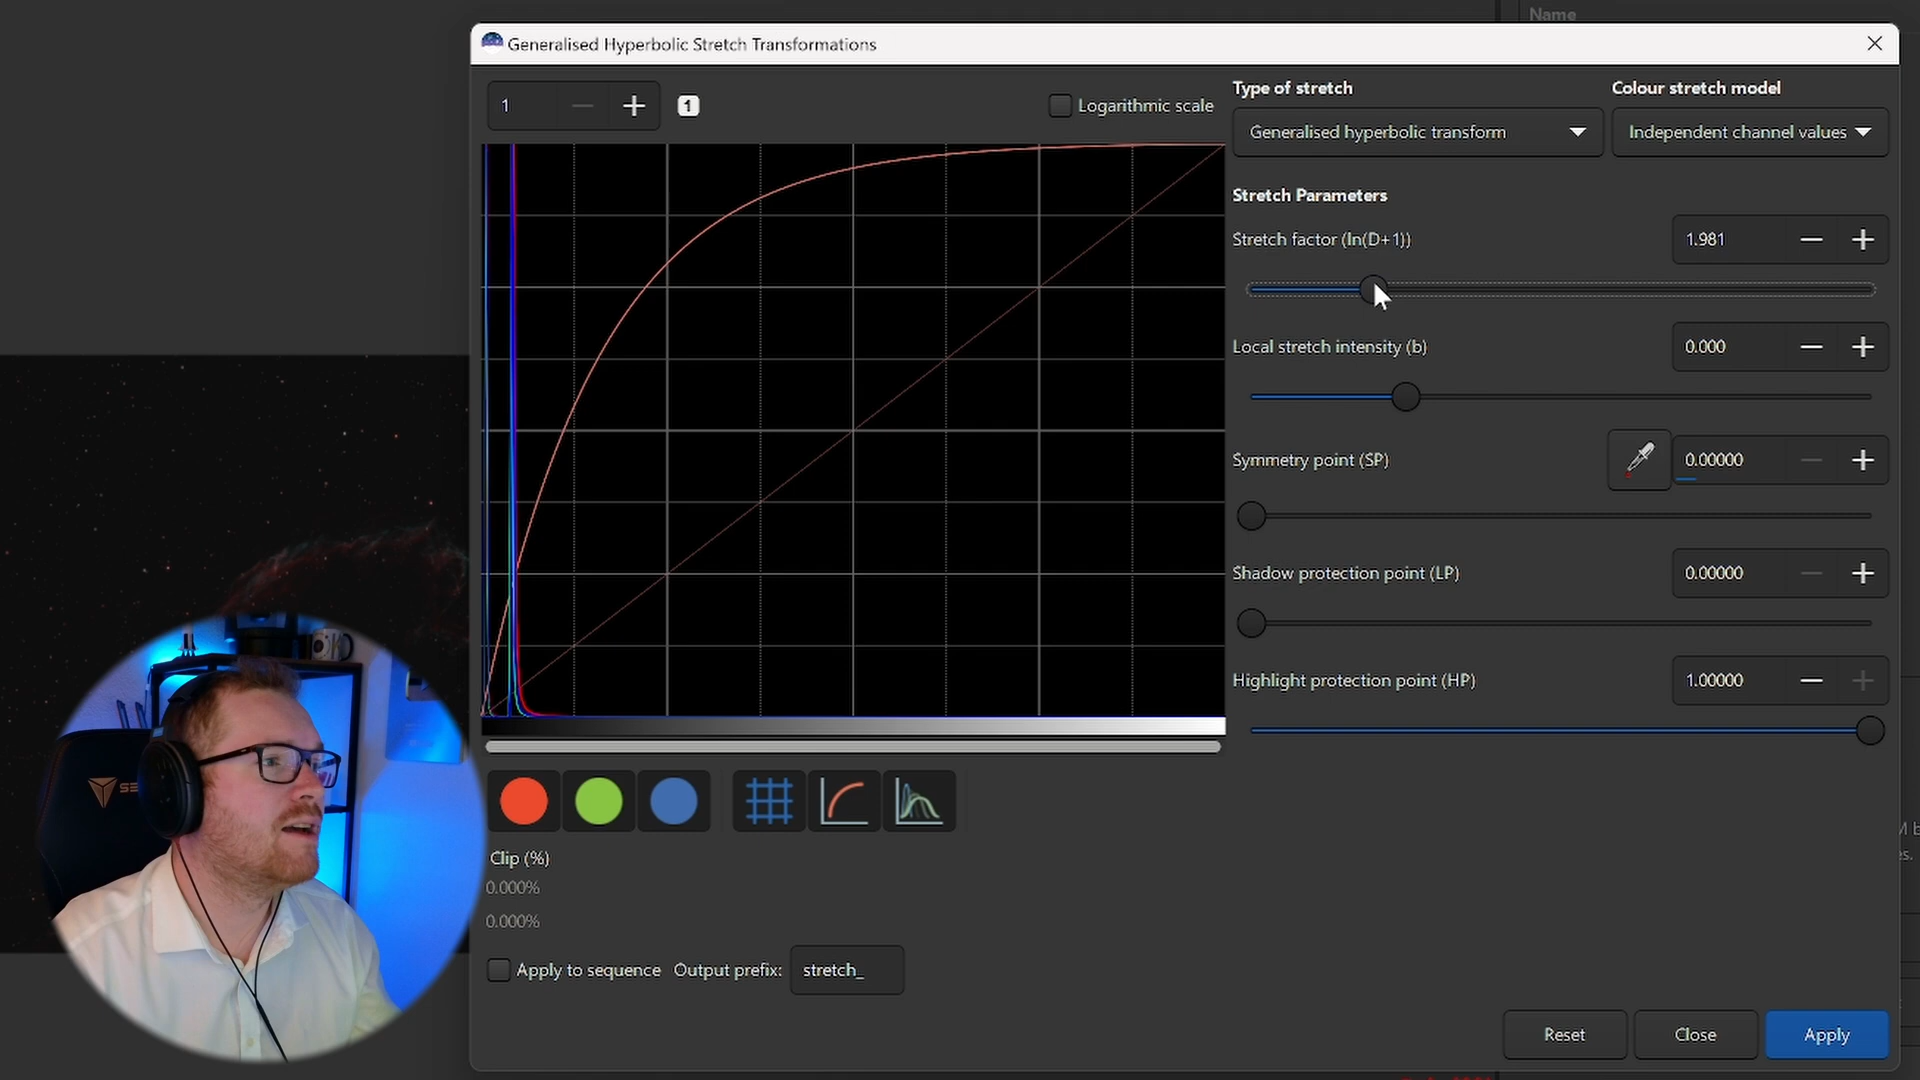 Name
Generalised Hyperbolic Stretch Transformations
1
1
Logarithmic scale
Type of stretch
Colour stretch model
Generalised hyperbolic transform
Independent channel values
Stretch Parameters
Stretch factor (ln(D+1))
1.981
Local stretch intensity (b)
0.000
Symmetry point (SP)
0.00000
Shadow protection point (LP)
0.00000
Highlight protection point (HP)
1.00000
Clip (%)
0.000%
0.000%
Apply to sequence
Output prefix:
stretch_
Reset
Close
Apply